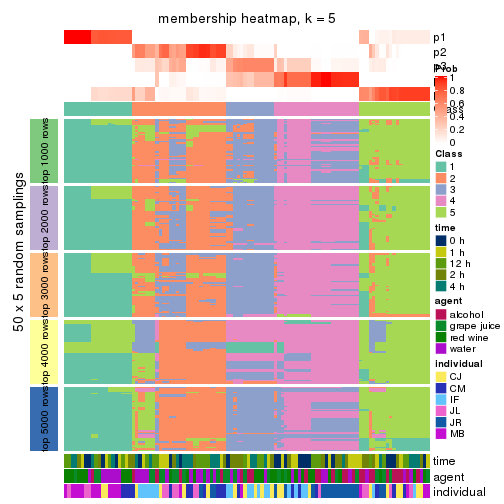 membership heatmap, k = 5
p1
p2
p3
Prob
1
0.8
0.6
0.4
0.2
0
Class
1
2
3
4
5
time
0 h
1 h
12 h
2 h
4 h
agent
alcohol
grape juice
red wine
water
individual
CJ
CM
IF
JL
JR
MB
50 x 5 random samplings
top 1000 rows
top 2000 rows
top 3000 rows
top 4000 rows
top 5000 rows
time
agent
individual